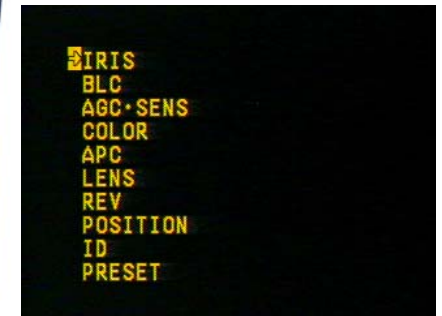 →IRIS
BLC
AGC・SENS
COLOR
APC
LENS
REV
POSITION
ID
PRESET